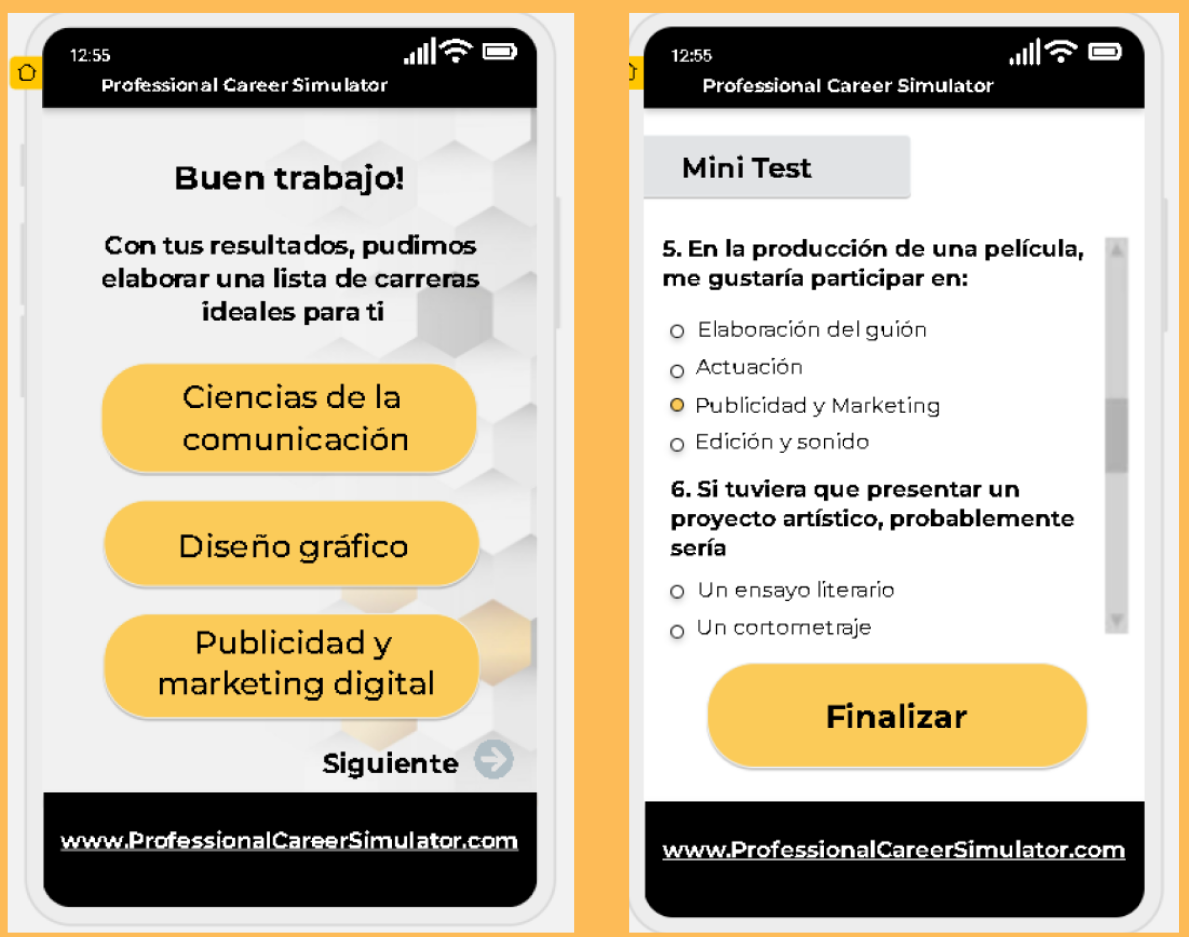 12:55
Professional Career Simulator
Buen trabajo!
Con tus resultados, pudimos
elaborar una lista de carreras
ideales para ti
Ciencias de la
comunicación
Diseño gráfico
Publicidad y
marketing digital
Siguiente
www.ProfessionalCareerSimulator.com
12:55
Professional Career Simulator
Mini Test
5. En la producción de una película,
me gustaría participar en:
Elaboración del guión
Actuación
Publicidad y Marketing
Edición y sonido
6. Si tuviera que presentar un
proyecto artístico, probablemente
sería
Un ensayo literario
Un cortometraje
Finalizar
www.ProfessionalCareerSimulator.com